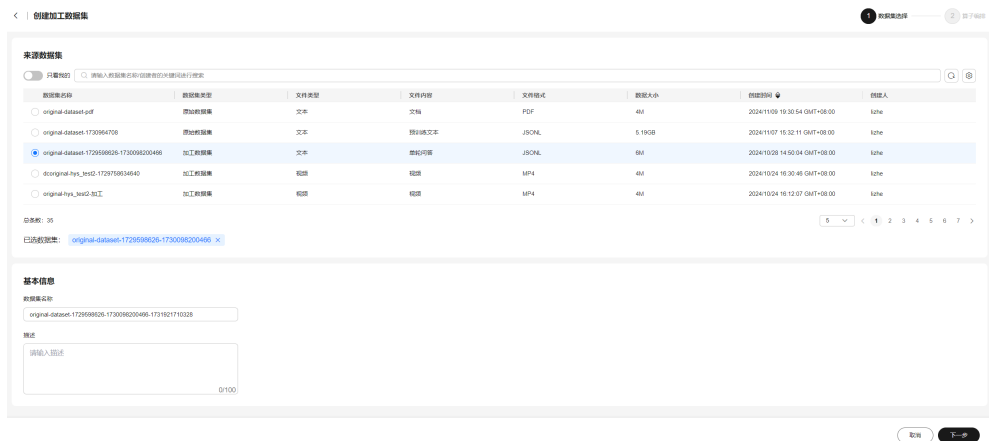 创建加工数据集
1 数据集选择
2 算子编排
来源数据集
只看我的 请输入数据集名称/创建者的关键词进行搜索
数据集名称 数据集类型 文件类型 文件内容 文件格式 数据大小 创建时间 创建人
original-dataset-pdf 原始数据集 文本 文档 PDF 4M 2024/11/09 19:30:54 GMT+08:00 lizhe
original-dataset-1730964708 原始数据集 文本 预训练文本 JSONL 5.19GB 2024/11/07 15:32:11 GMT+08:00 lizhe
original-dataset-1729598626-1730098200466 加工数据集 文本 单轮问答 JSONL 6M 2024/10/28 14:50:04 GMT+08:00 lizhe
dcoriginal-hys_test2-1729758634640 加工数据集 视频 视频 MP4 4M 2024/10/24 16:30:46 GMT+08:00 lizhe
original-hys_test2-加工 加工数据集 视频 视频 MP4 4M 2024/10/24 16:12:07 GMT+08:00 lizhe
总条数: 35
5 1 2 3 4 5 6 7
已选数据集: original-dataset-1729598626-1730098200466 ×
基本信息
数据集名称
original-dataset-1729598626-1730098200466-1731921710328
描述
请输入描述
0/100
取消 下一步